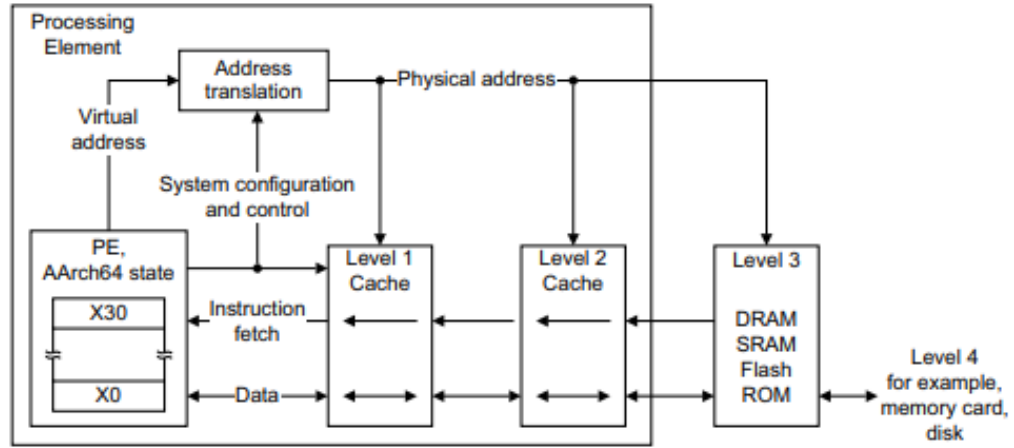 Processing
Element
Address
translation
Physical address
Virtual
address
System configuration
and control
PE,
AArch64 state
X30
X0
Instruction
fetch
Data
Level 1
Cache
Level 2
Cache
Level 3
DRAM
SRAM
Flash
ROM
Level 4
for example,
memory card,
disk